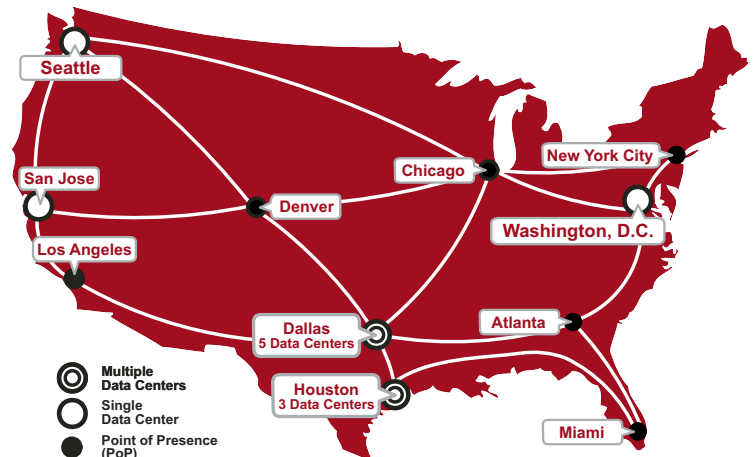 Seattle
Chicago
New York City
San Jose
Denver
Washington, D.C.
Los Angeles
Dallas
5 Data Centers
Atlanta
Houston
3 Data Centers
Miami
Multiple
Data Centers
Single
Data Center
Point of Presence
(PoP)